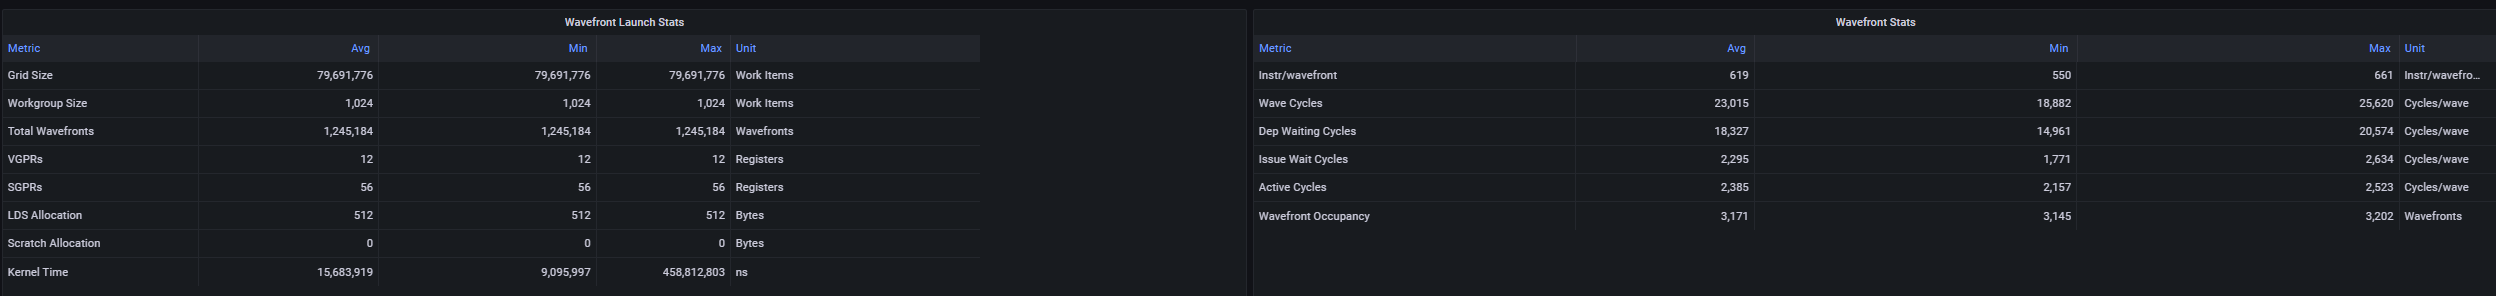 Wavefront Launch Stats
Metric Avg Min Max Unit
Grid Size 79,691,776 79,691,776 79,691,776 Work Items
Workgroup Size 1,024 1,024 1,024 Work Items
Total Wavefronts 1,245,184 1,245,184 1,245,184 Wavefronts
VGPRs 12 12 12 Registers
SGPRs 56 56 56 Registers
LDS Allocation 512 512 512 Bytes
Scratch Allocation 0 0 0 Bytes
Kernel Time 15,683,919 9,095,997 458,812,803 ns
Wavefront Stats
Metric Avg Min Max Unit
Instr/wavefront 619 550 661 Instr/wavefro...
Wave Cycles 23,015 18,882 25,620 Cycles/wave
Dep Waiting Cycles 18,327 14,961 20,574 Cycles/wave
Issue Wait Cycles 2,295 1,771 2,634 Cycles/wave
Active Cycles 2,385 2,157 2,523 Cycles/wave
Wavefront Occupancy 3,171 3,145 3,202 Wavefronts